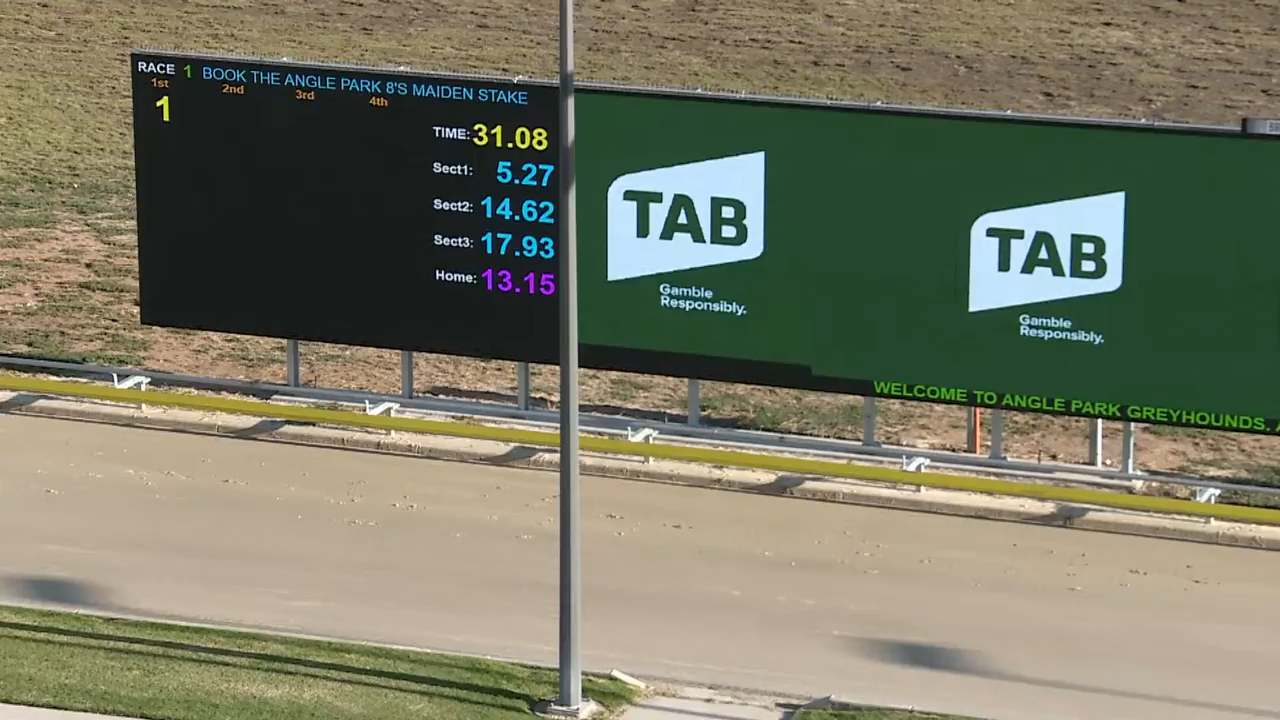 RACE 1 BOOK THE ANGLE PARK 8'S MAIDEN STAKE
1st 2nd 3rd 4th
1
TIME: 31.08
Sect1: 5.27
Sect2: 14.62
Sect3: 17.93
Home: 13.15
TAB
Gamble
Responsibly.
TAB
Gamble
Responsibly.
WELCOME TO ANGLE PARK GREYHOUNDS.